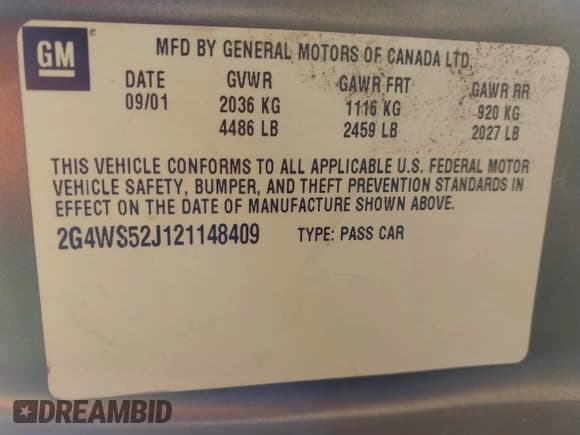 GM
MFD BY GENERAL MOTORS OF CANADA LTD.
DATE GVWR GAWR FRT GAWR RR
09/01 2036 KG 1116 KG 920 KG
4486 LB 2459 LB 2027 LB
THIS VEHICLE CONFORMS TO ALL APPLICABLE U.S. FEDERAL MOTOR
VEHICLE SAFETY, BUMPER, AND THEFT PREVENTION STANDARDS IN
EFFECT ON THE DATE OF MANUFACTURE SHOWN ABOVE.
2G4WS52J121148409 TYPE: PASS CAR
DREAMBID